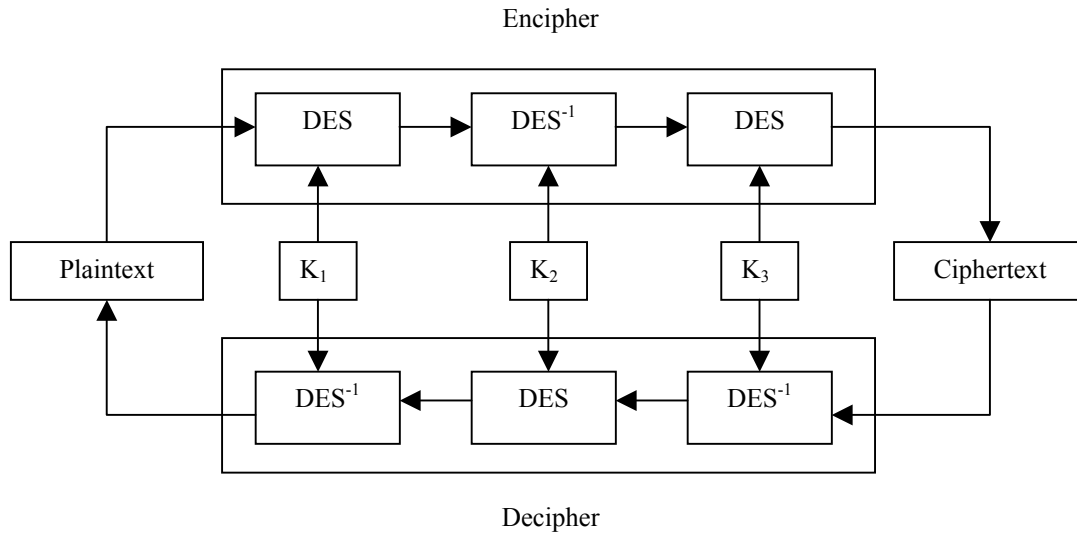 Encipher
DES DES⁻¹ DES
Plaintext K₁ K₂ K₃ Ciphertext
DES⁻¹ DES DES⁻¹
Decipher